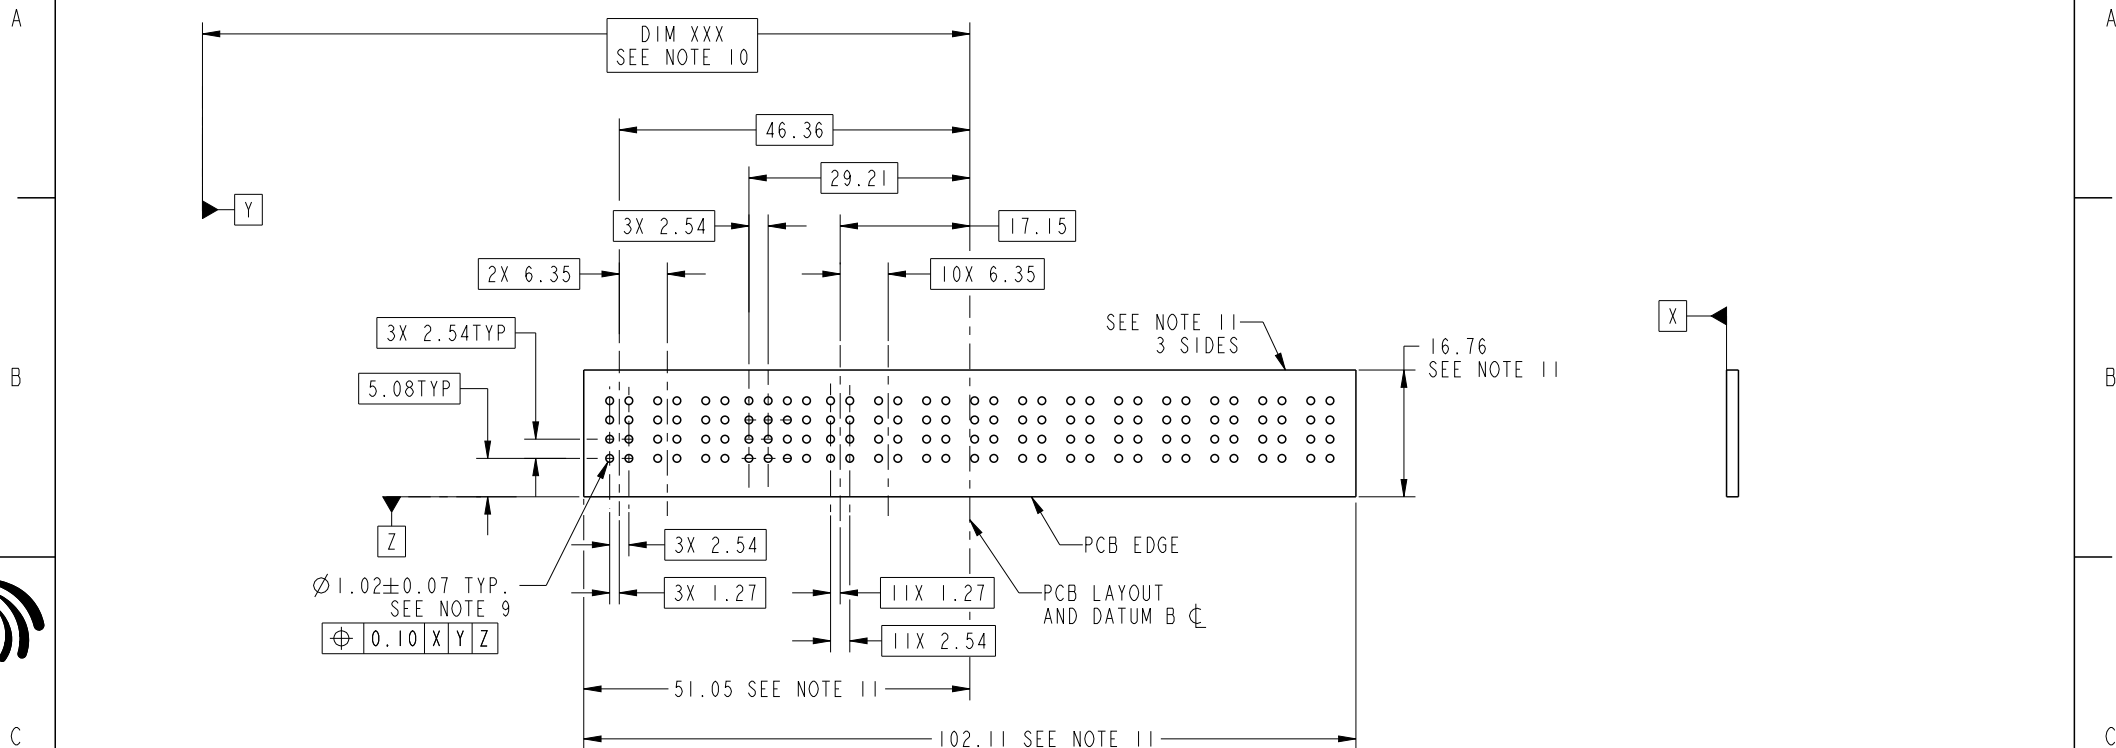 A
A
DIM XXX
SEE NOTE 10
46.36
29.21
Y
3X 2.54
17.15
2X 6.35
10X 6.35
X
3X 2.54TYP
SEE NOTE 11
3 SIDES
16.76
SEE NOTE 11
B
B
5.08TYP
Z
3X 2.54
PCB EDGE
Ø1.02±0.07 TYP.
SEE NOTE 9
3X 1.27
11X 1.27
PCB LAYOUT
AND DATUM B ℄
⌖ 0.10 X Y Z
11X 2.54
51.05 SEE NOTE 11
C
C
102.11 SEE NOTE 11